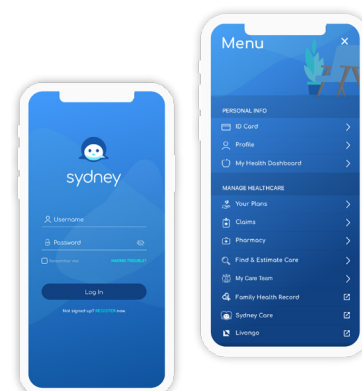 sydney
Username
Password
Remember me
HAVING TROUBLE?
Log In
Not signed up? REGISTER now
Menu
PERSONAL INFO
ID Card
Profile
My Health Dashboard
MANAGE HEALTHCARE
Your Plans
Claims
Pharmacy
Find & Estimate Care
My Care Team
Family Health Record
Sydney Care
Livongo